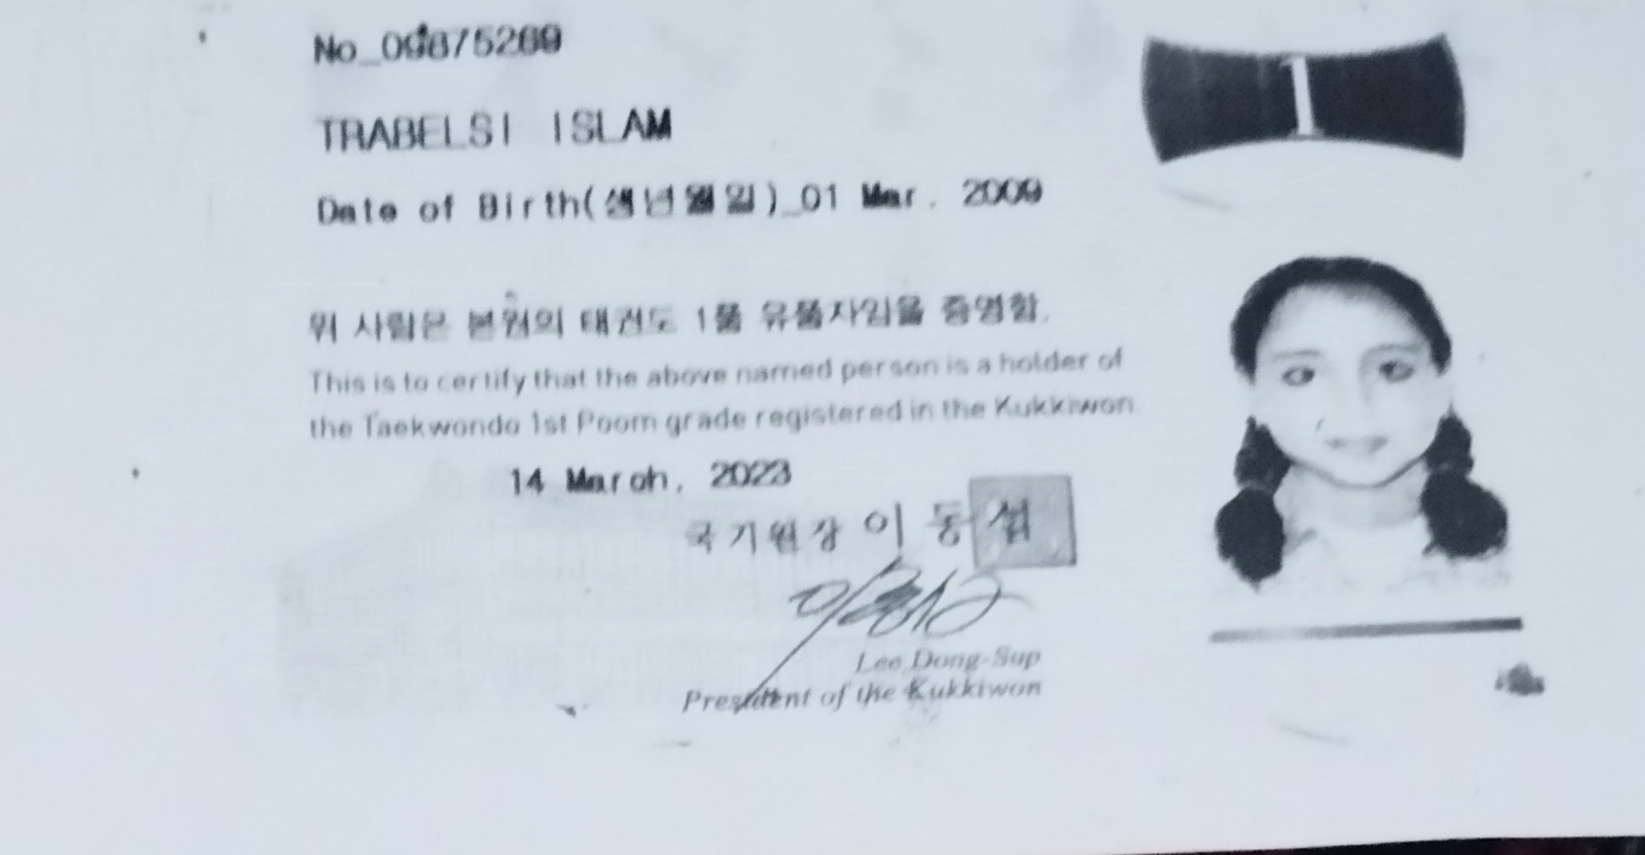 TRABELSI ISLAM
Date of Birth(생년월일)_01 Mar. 2009
1
위 사람은 본원의 태권도 1품 유품자임을 증명함.
This is to certify that the above named person is a holder of
the Taekwondo 1st Poom grade registered in the Kukkiwon.
14 March, 2023
국기원장 이동섭
Lee Dong-Sup
President of the Kukkiwon